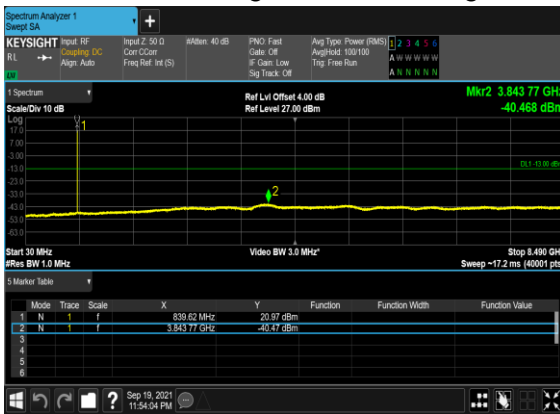 Spectrum Analyzer 1
Swept SA
+
KEYSIGHT Input: RF Input Z: 50 Ω #Atten: 40 dB PNO: Fast Avg Type: Power (RMS) 1 2 3 4 5 6
RL Coupling: DC Corr CCorr Gate: Off Avg|Hold: 100/100 A W W W W W
Align: Auto Freq Ref: Int (S) IF Gain: Low Trig: Free Run
Sig Track: Off A N N N N N
LV
1 Spectrum Ref Lvl Offset 4.00 dB Mkr2 3.843 77 GHz
Scale/Div 10 dB Ref Level 27.00 dBm -40.468 dBm
Log
17.0
7.00
-3.00
-13.0
-23.0
-33.0
-43.0
-53.0
-63.0
1
DL1 -13.00 dBm
2
Start 30 MHz Video BW 3.0 MHz* Stop 8.490 GHz
#Res BW 1.0 MHz Sweep ~17.2 ms (40001 pts)
5 Marker Table
Mode Trace Scale X Y Function Function Width Function Value
1 N 1 f 839.62 MHz 20.97 dBm
2 N 1 f 3.843 77 GHz -40.47 dBm
3
4
5
6
? Sep 19, 2021
11:54:04 PM